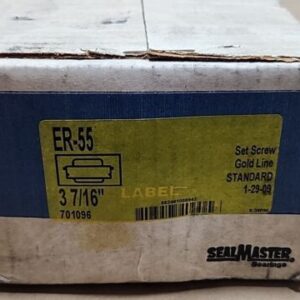 ER-55
3 7/16"
701096
LABEL
Set Screw
Gold Line
STANDARD
1-29-09
SEALMASTER
Bearings